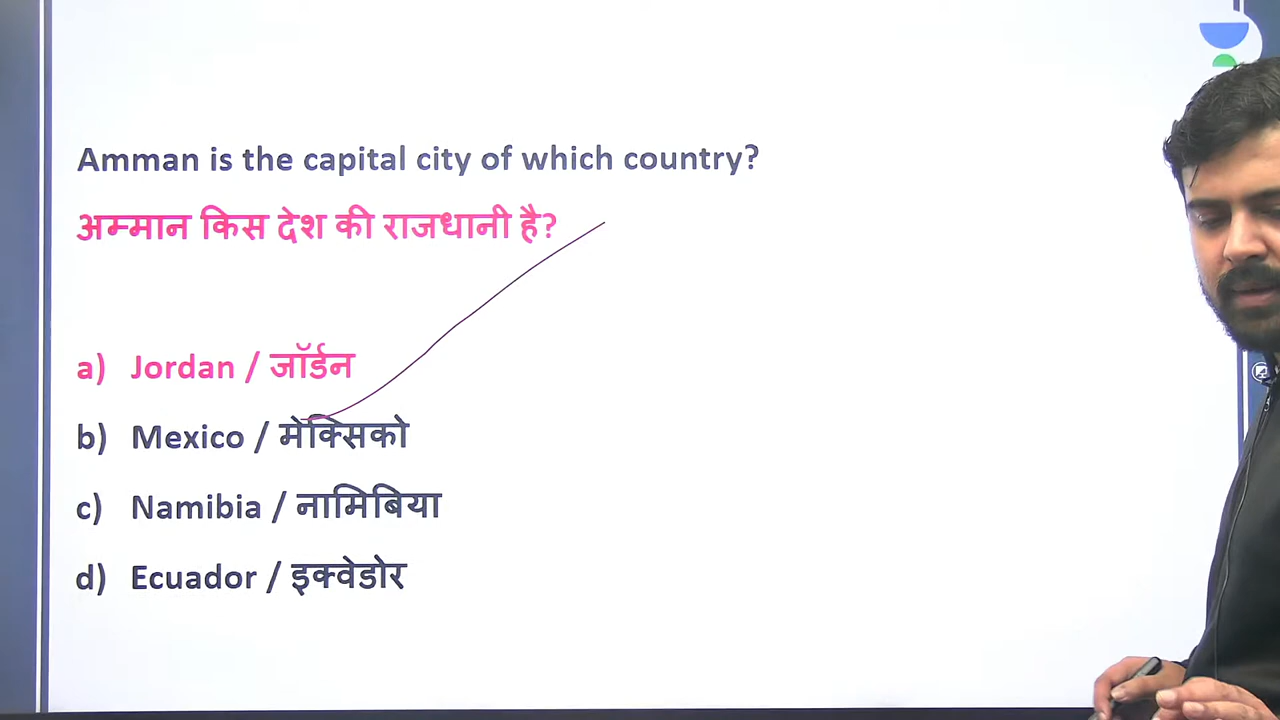 Amman is the capital city of which country?
अम्मान किस देश की राजधानी है?
a) Jordan / जॉर्डन
b) Mexico / मेक्सिको
c) Namibia / नामिबिया
d) Ecuador / इक्वेडोर